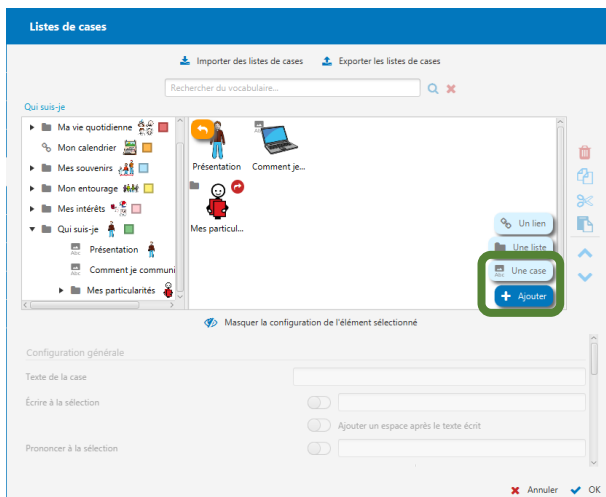 Listes de cases
Importer des listes de cases Exporter les listes de cases
Rechercher du vocabulaire...
Qui suis-je
Ma vie quotidienne
Mon calendrier
Mes souvenirs
Mon entourage
Mes intérêts
Qui suis-je
Présentation
Comment je communi
Mes particularités
Présentation Comment je...
Mes particul...
Un lien
Une liste
Abc Une case
Ajouter
Masquer la configuration de l'élément sélectionné
Configuration générale
Texte de la case
Écrire à la sélection
Ajouter un espace après le texte écrit
Prononcer à la sélection
Annuler OK